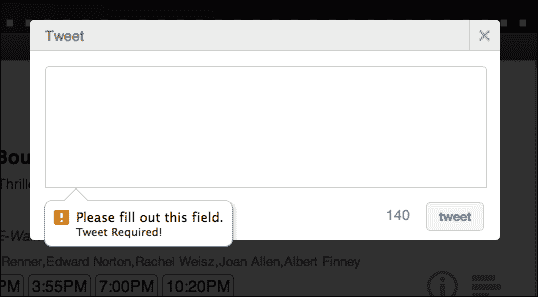 Tweet
Bou
Thrille
Please fill out this field.
Tweet Required!
140
tweet
E-Wa
Renner,Edward Norton,Rachel Weisz,Joan Allen,Albert Finney
PM 3:55PM 7:00PM 10:20PM